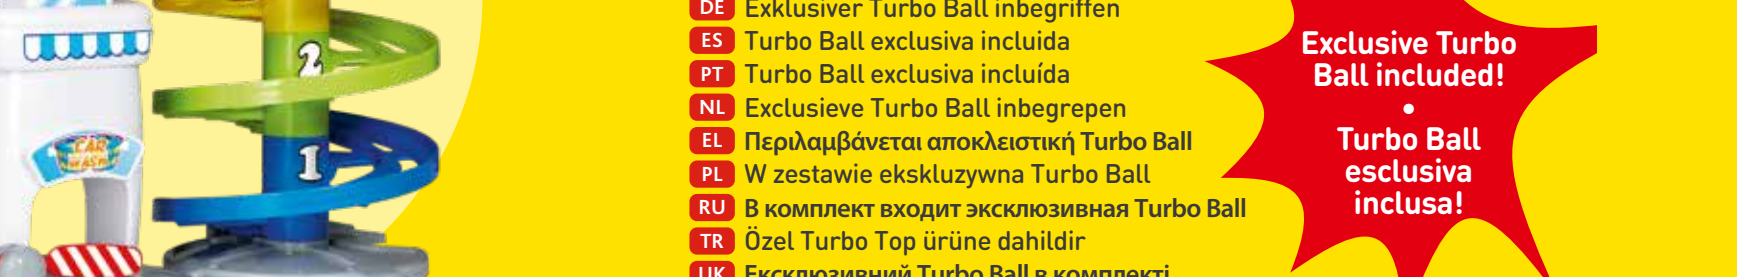 2
1
CAR
WASH
DE Exklusiver Turbo Ball inbegriffen
ES Turbo Ball exclusiva incluida
PT Turbo Ball exclusiva incluída
NL Exclusieve Turbo Ball inbegrepen
EL Περιλαμβάνεται αποκλειστική Turbo Ball
PL W zestawie ekskluzywna Turbo Ball
RU В комплект входит эксклюзивная Turbo Ball
TR Özel Turbo Top ürüne dahildir
UK Ексклюзивний Turbo Ball в комплекті
Exclusive Turbo
Ball included!
•
Turbo Ball
esclusiva
inclusa!